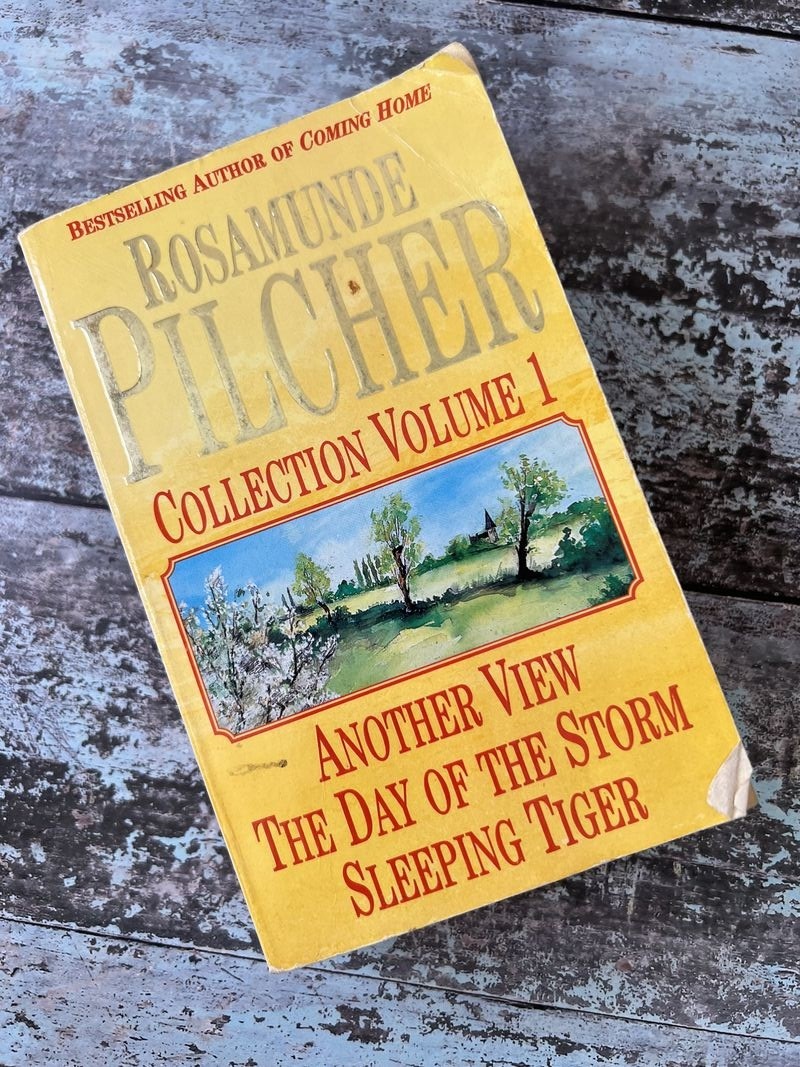 BESTSELLING AUTHOR OF COMING HOME
ROSAMUNDE
PILCHER
COLLECTION VOLUME 1
ANOTHER VIEW
THE DAY OF THE STORM
SLEEPING TIGER